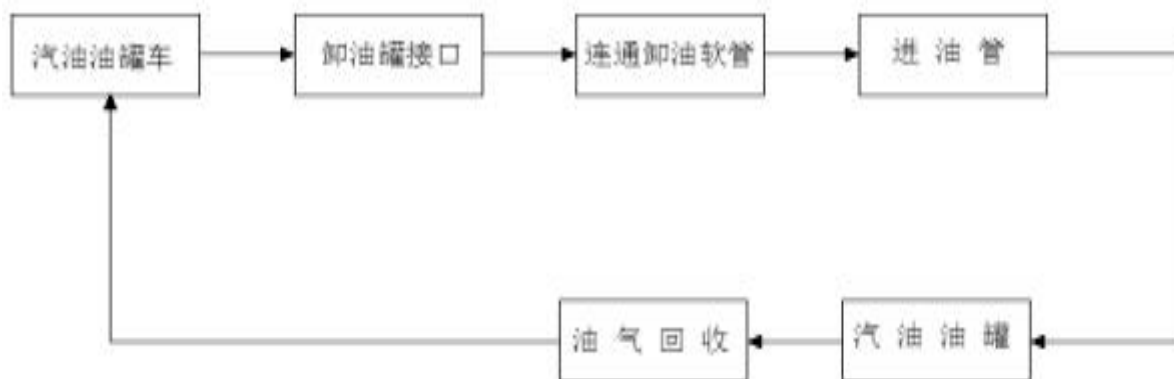 汽油油罐车
卸油罐接口
连通卸油软管
进油管
汽油油罐
油气回收